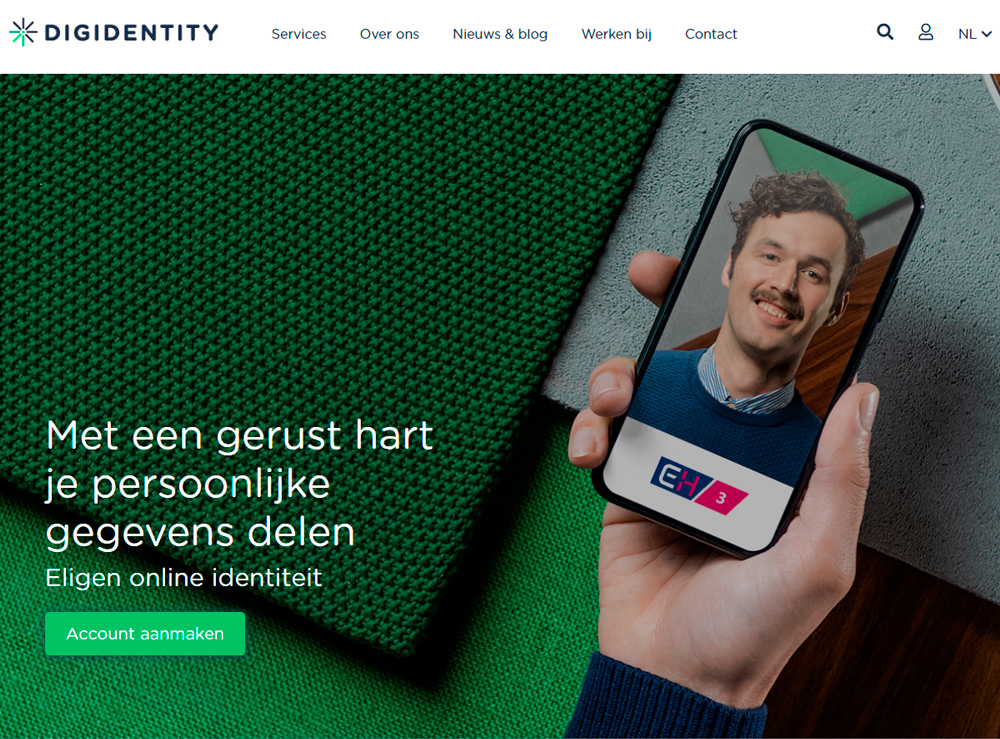 DIGIDENTITY
Services
Over ons
Nieuws & blog
Werken bij
Contact
NL
Met een gerust hart
je persoonlijke
gegevens delen
Eligen online identiteit
Account aanmaken
EH 3